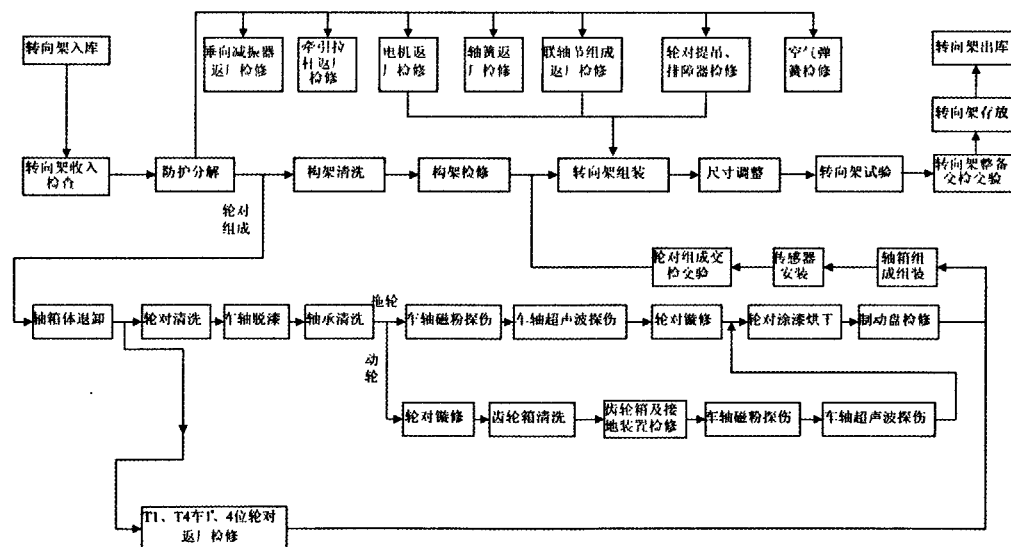 转向架入库
垂向减振器
返厂检修
牵引拉
杆返厂
检修
电机返
厂检修
轴簧返
厂检修
联轴节组成
返厂检修
轮对提吊、
排障器检修
空气弹
簧检修
转向架出库
转向架存放
转向架收入
检查
防护分解
构架清洗
构架检修
转向架组装
尺寸调整
转向架试验
转向架整备
交检交验
轮对
组成
轮对组成交
检交验
传感器
安装
轴箱组
成组装
轴箱体退卸
轮对清洗
车轴脱漆
轴承清洗
拖轮
车轴磁粉探伤
车轴超声波探伤
轮对镟修
轮对涂漆烘干
制动盘检修
动
轮
轮对镟修
齿轮箱清洗
齿轮箱及接
地装置检修
车轴磁粉探伤
车轴超声波探伤
T1、T4车1、4位轮对
返厂检修